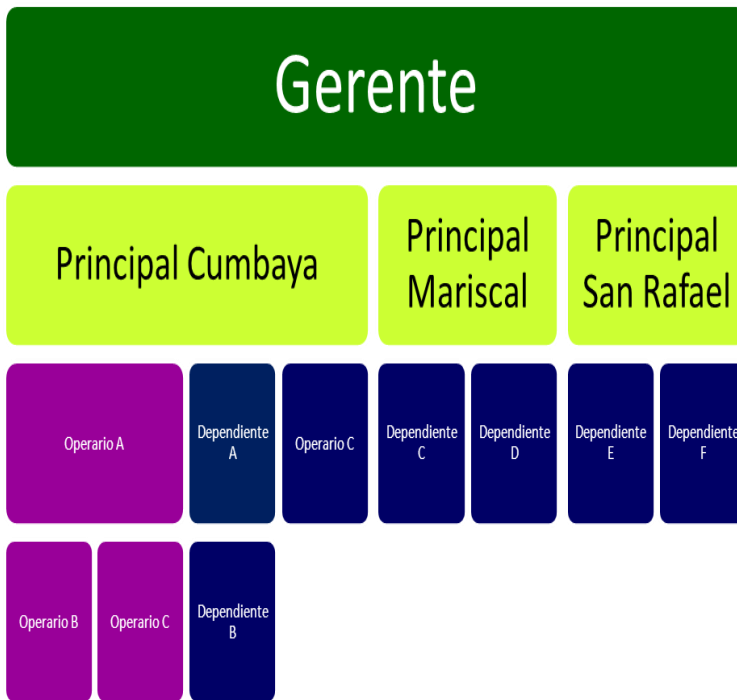 Gerente
Principal Cumbaya
Principal
Mariscal
Principal
San Rafael
Operario A
Dependiente
A
Operario C
Dependiente
C
Dependiente
D
Dependiente
E
Dependiente
F
Operario B
Operario C
Dependiente
B